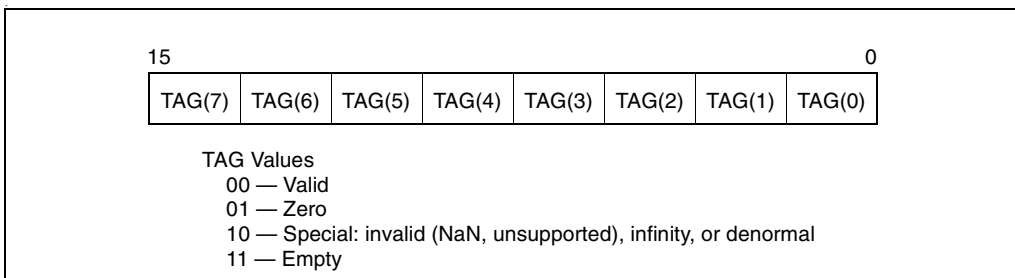 15 0
TAG(7) TAG(6) TAG(5) TAG(4) TAG(3) TAG(2) TAG(1) TAG(0)
TAG Values
00 — Valid
01 — Zero
10 — Special: invalid (NaN, unsupported), infinity, or denormal
11 — Empty